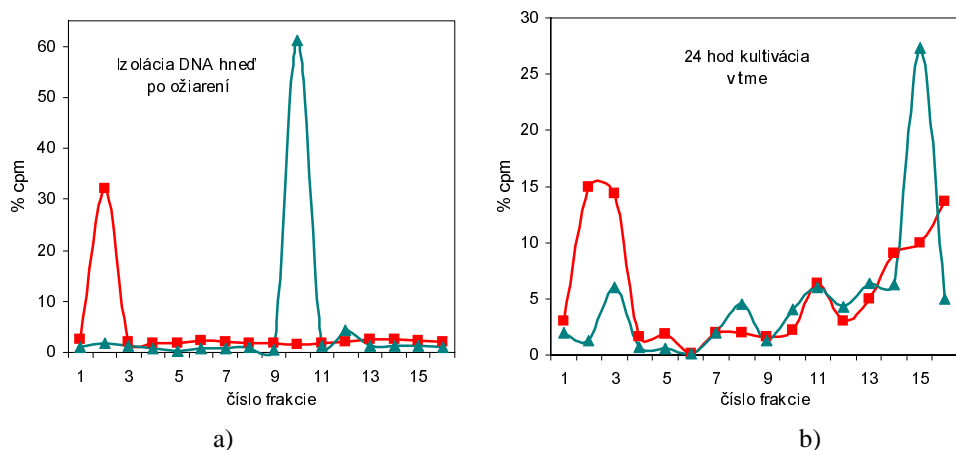 Izolácia DNA hneď
po ožiarení
% cpm
60
50
40
30
20
10
0
1 3 5 7 9 11 13 15
číslo frakcie
a)
24 hod kultivácia
v tme
% cpm
30
25
20
15
10
5
0
1 3 5 7 9 11 13 15
číslo frakcie
b)